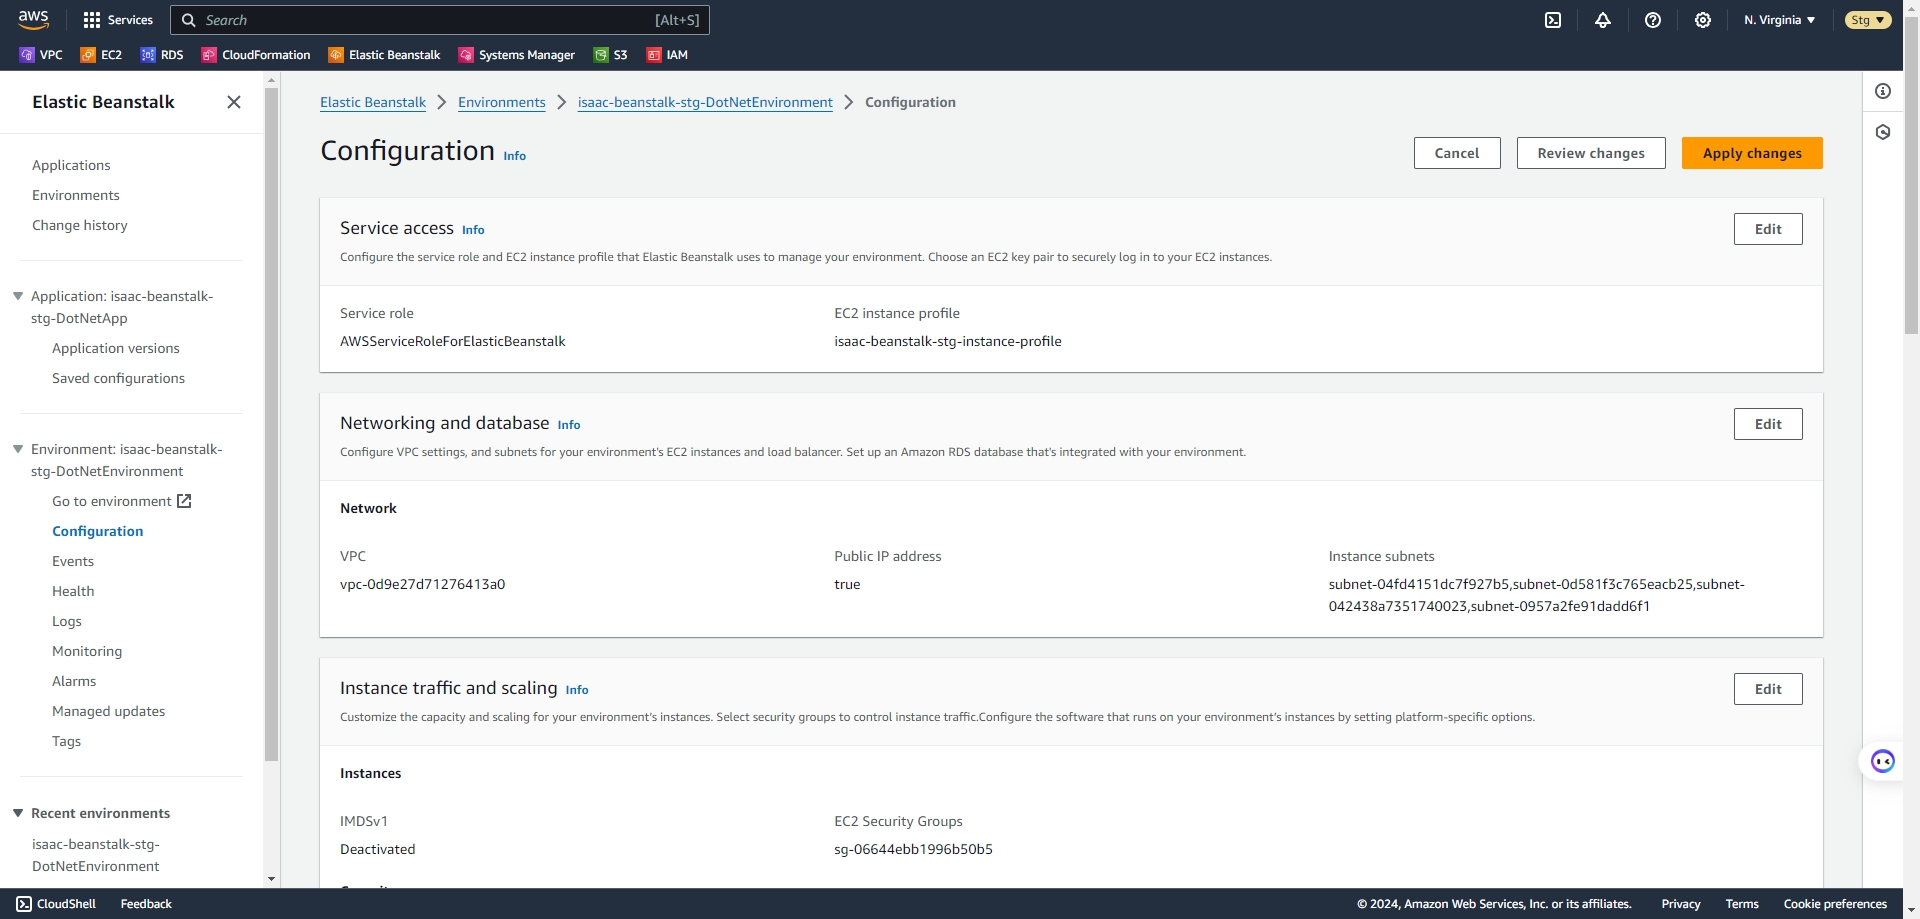 aws
Services
Search
[Alt+S]
N. Virginia
Stg
VPC
EC2
RDS
CloudFormation
Elastic Beanstalk
Systems Manager
S3
IAM
Elastic Beanstalk
Applications
Environments
Change history
Application: isaac-beanstalk-
stg-DotNetApp
Application versions
Saved configurations
Environment: isaac-beanstalk-
stg-DotNetEnvironment
Go to environment
Configuration
Events
Health
Logs
Monitoring
Alarms
Managed updates
Tags
Recent environments
isaac-beanstalk-stg-
DotNetEnvironment
Elastic Beanstalk
Environments
isaac-beanstalk-stg-DotNetEnvironment
Configuration
Configuration Info
Cancel
Review changes
Apply changes
Service access Info
Edit
Configure the service role and EC2 instance profile that Elastic Beanstalk uses to manage your environment. Choose an EC2 key pair to securely log in to your EC2 instances.
Service role
AWSServiceRoleForElasticBeanstalk
EC2 instance profile
isaac-beanstalk-stg-instance-profile
Networking and database Info
Edit
Configure VPC settings, and subnets for your environment's EC2 instances and load balancer. Set up an Amazon RDS database that's integrated with your environment.
Network
VPC
vpc-0d9e27d71276413a0
Public IP address
true
Instance subnets
subnet-04fd4151dc7f927b5,subnet-0d581f3c765eacb25,subnet-
042438a7351740023,subnet-0957a2fe91dadd6f1
Instance traffic and scaling Info
Edit
Customize the capacity and scaling for your environment's instances. Select security groups to control instance traffic.Configure the software that runs on your environment's instances by setting platform-specific options.
Instances
IMDSv1
Deactivated
EC2 Security Groups
sg-06644ebb1996b50b5
CloudShell
Feedback
© 2024, Amazon Web Services, Inc. or its affiliates.
Privacy
Terms
Cookie preferences